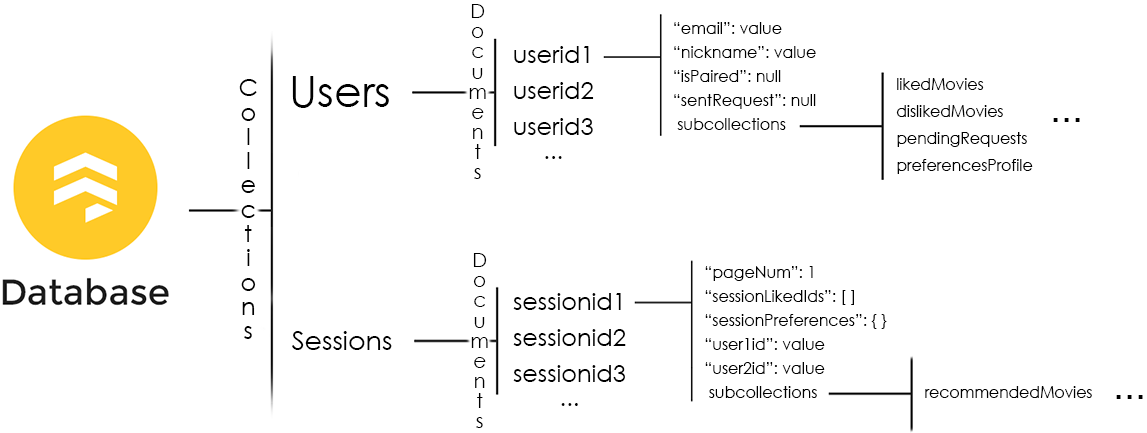 Database
Collections
Users
Documents
userid1
userid2
userid3
...
“email”: value
“nickname”: value
“isPaired”: null
“sentRequest”: null
subcollections
likedMovies
dislikedMovies
pendingRequests
preferencesProfile
...
Sessions
Documents
sessionid1
sessionid2
sessionid3
...
“pageNum”: 1
“sessionLikedIds”: [ ]
“sessionPreferences”: { }
“user1id”: value
“user2id”: value
subcollections
recommendedMovies
...